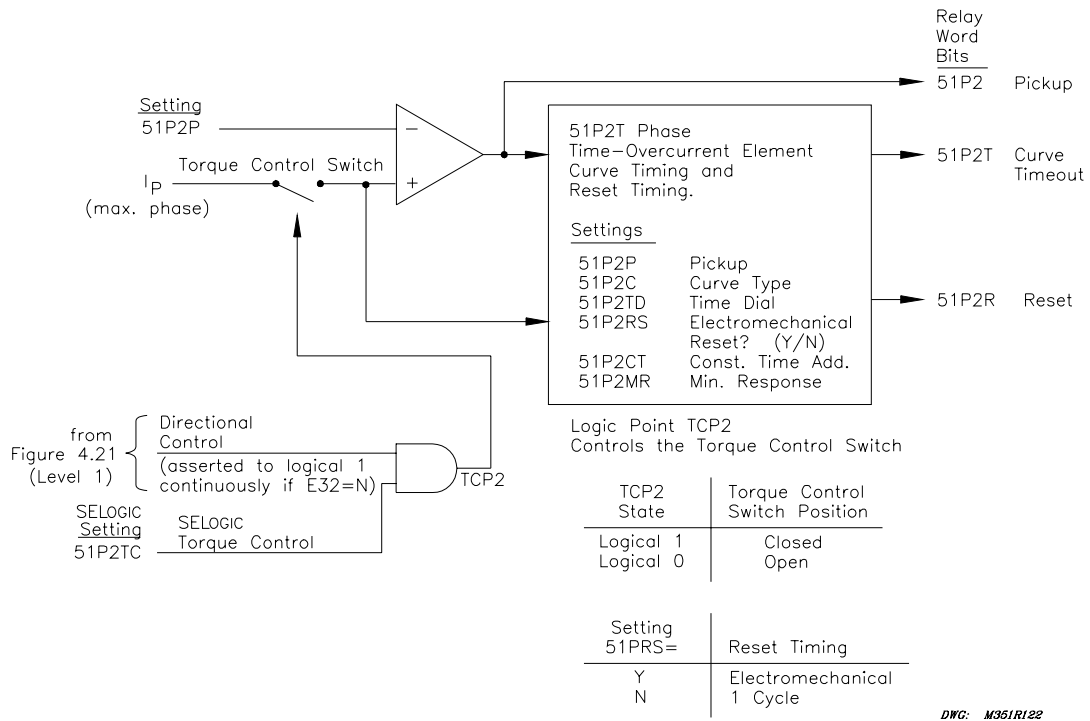 Relay
Word
Bits
51P2 Pickup
Setting
51P2P
−
Torque Control Switch
IP
(max. phase)
+
51P2T Phase
Time-Overcurrent Element
Curve Timing and
Reset Timing.
Settings
51P2P Pickup
51P2C Curve Type
51P2TD Time Dial
51P2RS Electromechanical
Reset? (Y/N)
51P2CT Const. Time Add.
51P2MR Min. Response
51P2T Curve
Timeout
51P2R Reset
from
Figure 4.21
(Level 1)
Directional
Control
(asserted to logical 1
continuously if E32=N)
TCP2
SELOGIC
Setting
51P2TC
SELOGIC
Torque Control
Logic Point TCP2
Controls the Torque Control Switch
TCP2 Torque Control
State Switch Position
Logical 1 Closed
Logical 0 Open
Setting
51PRS= Reset Timing
Y Electromechanical
N 1 Cycle
DWG: M351R122